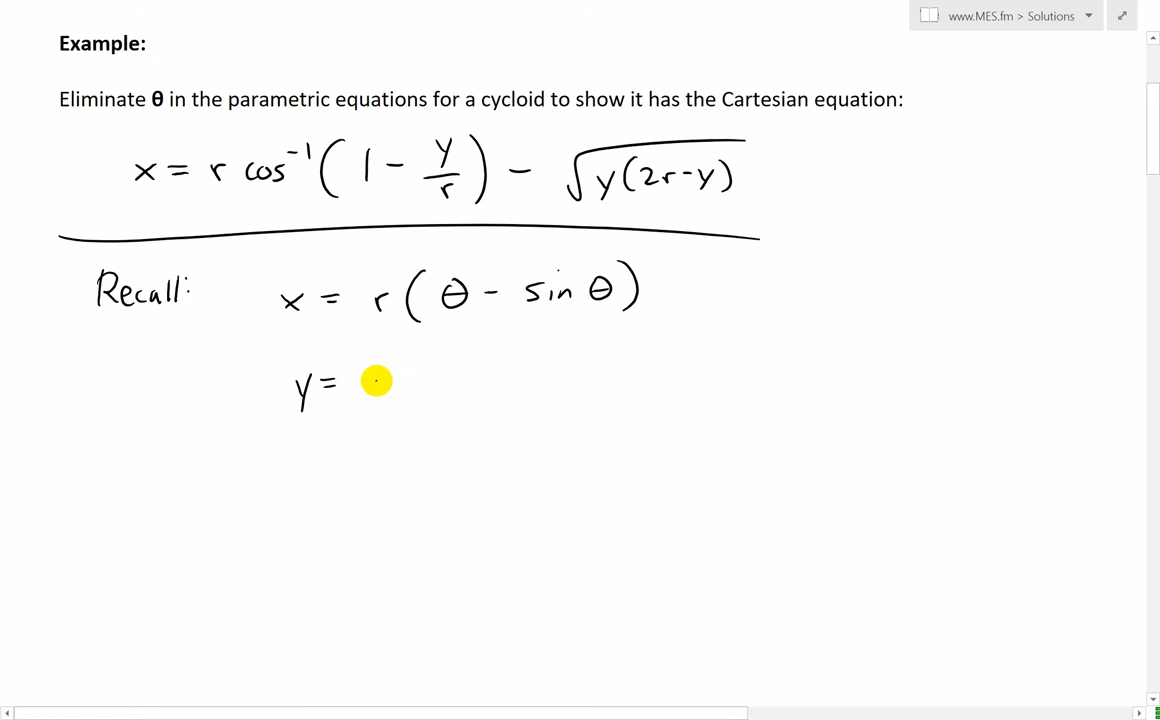 www.MES.fm > Solutions
Example:
Eliminate θ in the parametric equations for a cycloid to show it has the Cartesian equation:
x = r cos⁻¹(1 - y/r) - √(y(2r-y))
Recall: x = r(θ - sin θ)
y =